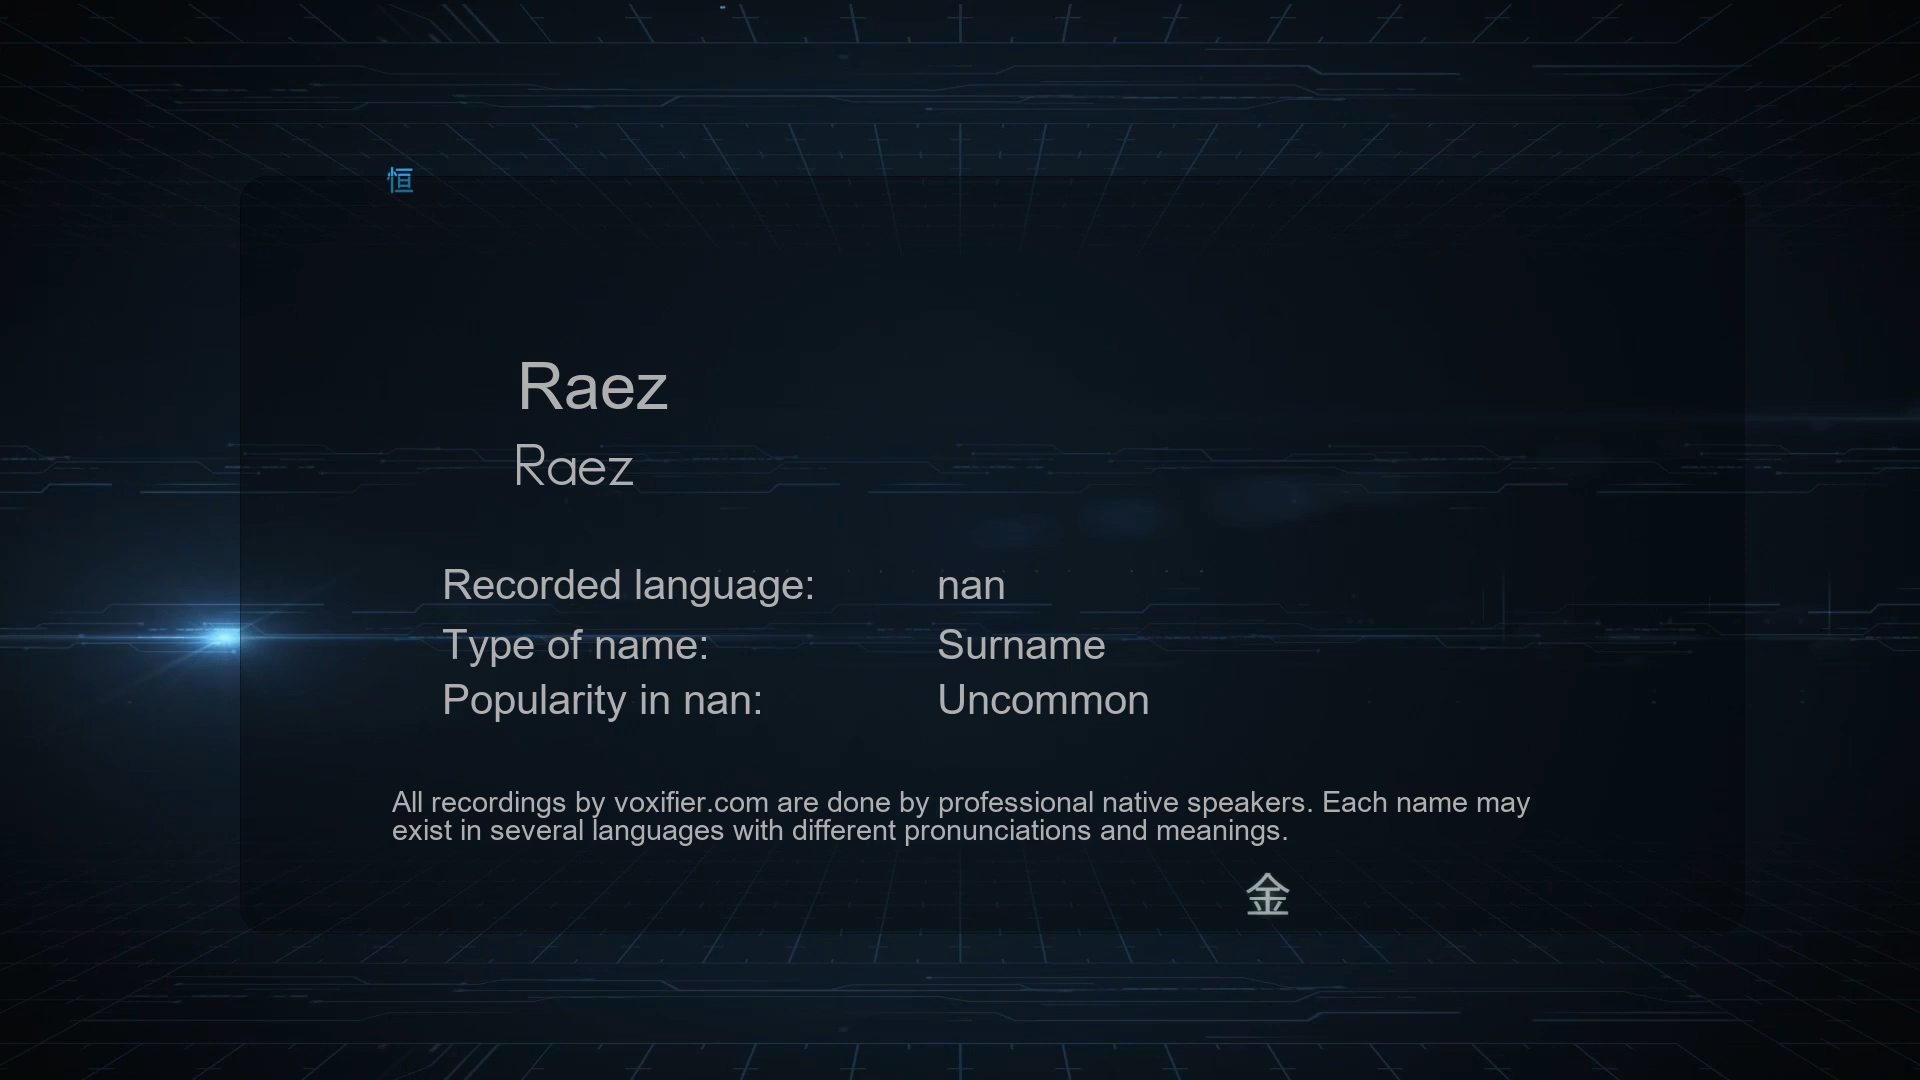 恒
Raez
Raez
Recorded language: nan
Type of name: Surname
Popularity in nan: Uncommon
All recordings by voxifier.com are done by professional native speakers. Each name may
exist in several languages with different pronunciations and meanings.
金